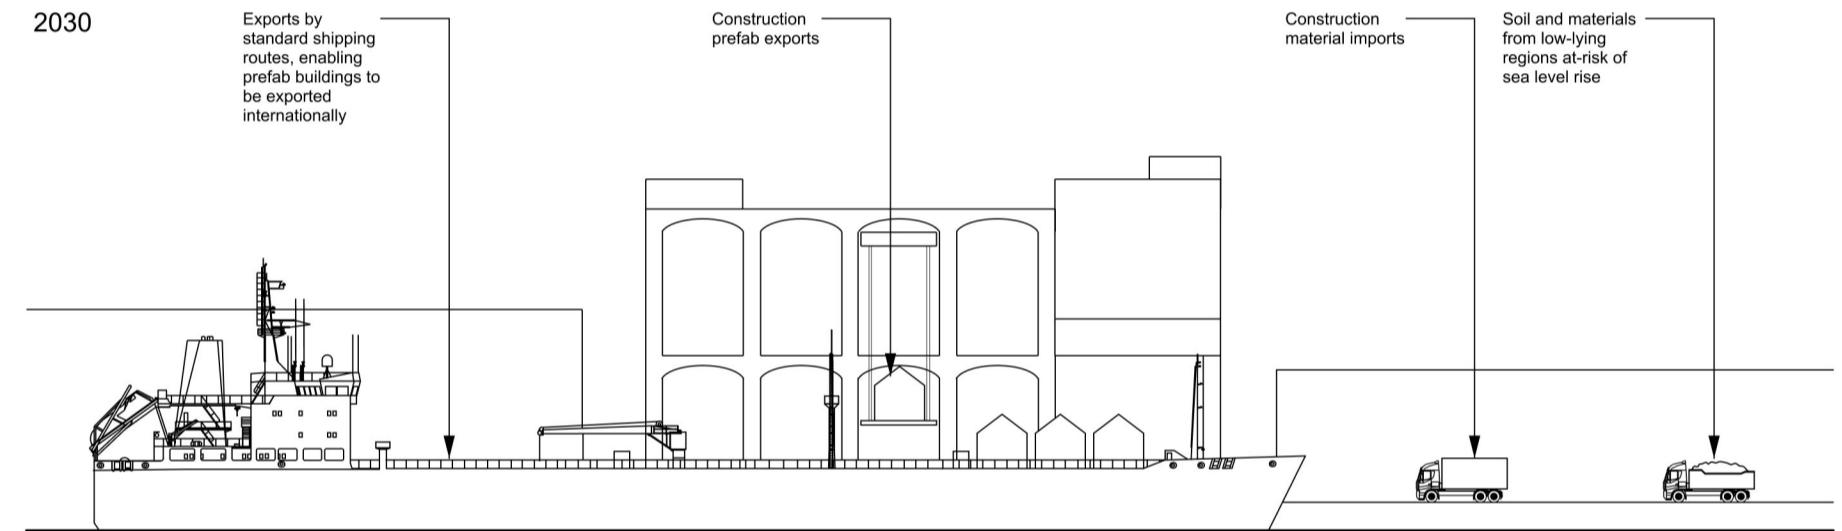 2030
Exports by
standard shipping
routes, enabling
prefab buildings to
be exported
internationally
Construction
prefab exports
Construction
material imports
Soil and materials
from low-lying
regions at-risk of
sea level rise